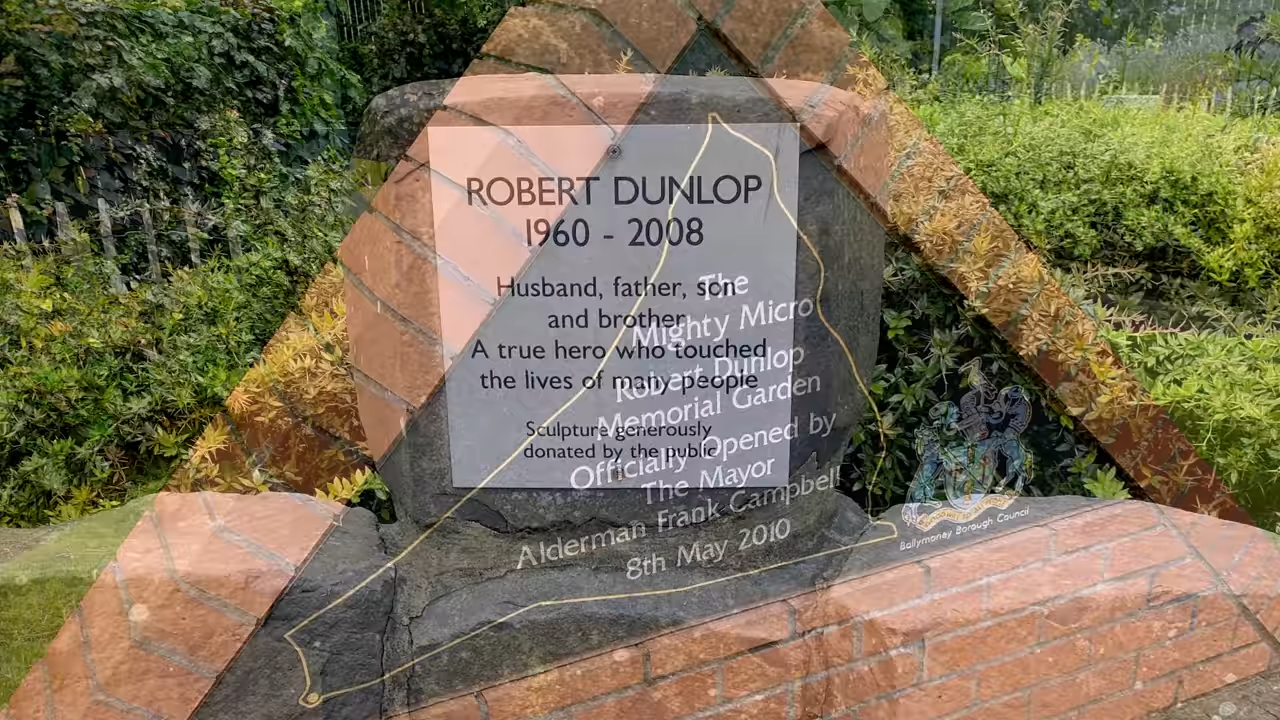 ROBERT DUNLOP
1960 - 2008
Husband, father, son
and brother
A true hero who touched
the lives of many people
Sculpture generously
donated by the public
The
Mighty Micro
Robert Dunlop
Memorial Garden
Officially Opened by
The Mayor
Alderman Frank Campbell
8th May 2010
Ballymoney Borough Council